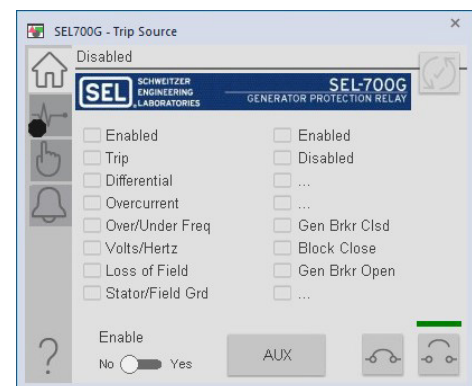 SEL700G - Trip Source
Disabled
SEL SCHWEITZER ENGINEERING LABORATORIES
SEL-700G
GENERATOR PROTECTION RELAY
Enabled
Trip
Differential
Overcurrent
Over/Under Freq
Volts/Hertz
Loss of Field
Stator/Field Grd
Enabled
Disabled
...
...
Gen Brkr Clsd
Block Close
Gen Brkr Open
...
?
Enable
No Yes
AUX